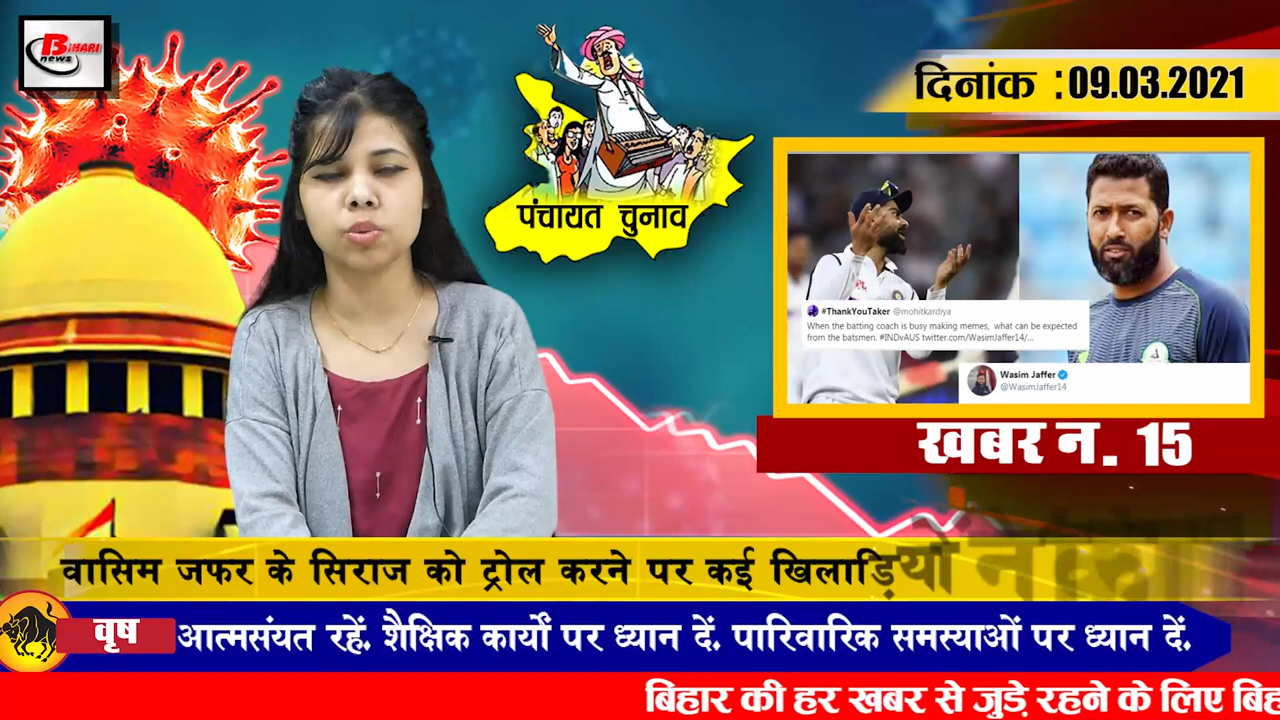 BIHARI
news
दिनांक : 09.03.2021
पंचायत चुनाव
#ThankYouTaker @mohitkardiya
When the batting coach is busy making memes, what can be expected
from the batsmen. #INDvAUS twitter.com/WasimJaffer14/...
Wasim Jaffer
@WasimJaffer14
खबर न. 15
वासिम जफर के सिराज को ट्रोल करने पर कई खिलाड़ियों
वृष
आत्मसंयत रहें. शैक्षिक कार्यों पर ध्यान दें. पारिवारिक समस्याओं पर ध्यान दें.
बिहार की हर खबर से जुड़े रहने के लिए बिह